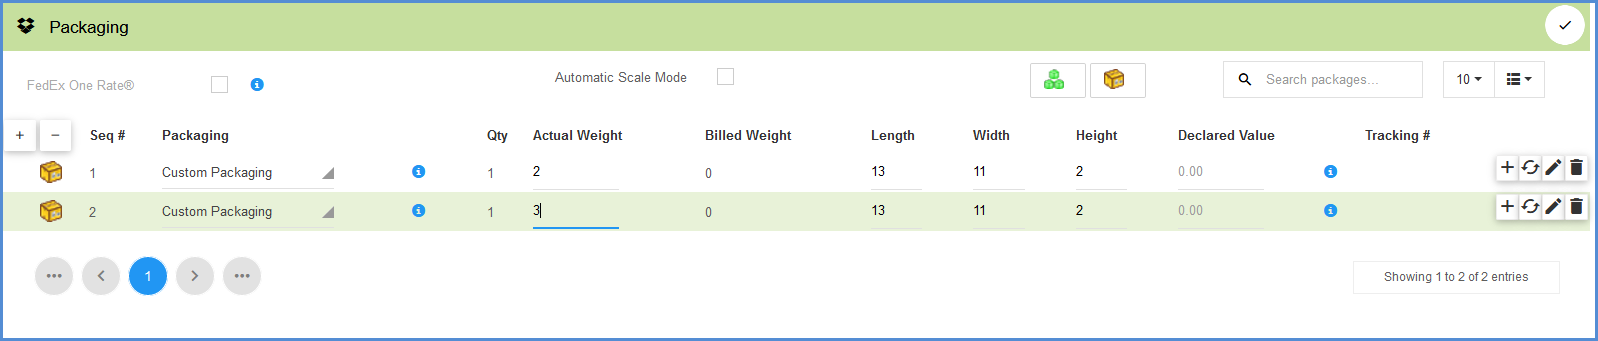 Packaging
FedEx One Rate®
Automatic Scale Mode
Search packages...
10
+ − Seq # Packaging Qty Actual Weight Billed Weight Length Width Height Declared Value Tracking #
1 Custom Packaging 1 2 0 13 11 2 0.00
2 Custom Packaging 1 3 0 13 11 2 0.00
1
Showing 1 to 2 of 2 entries